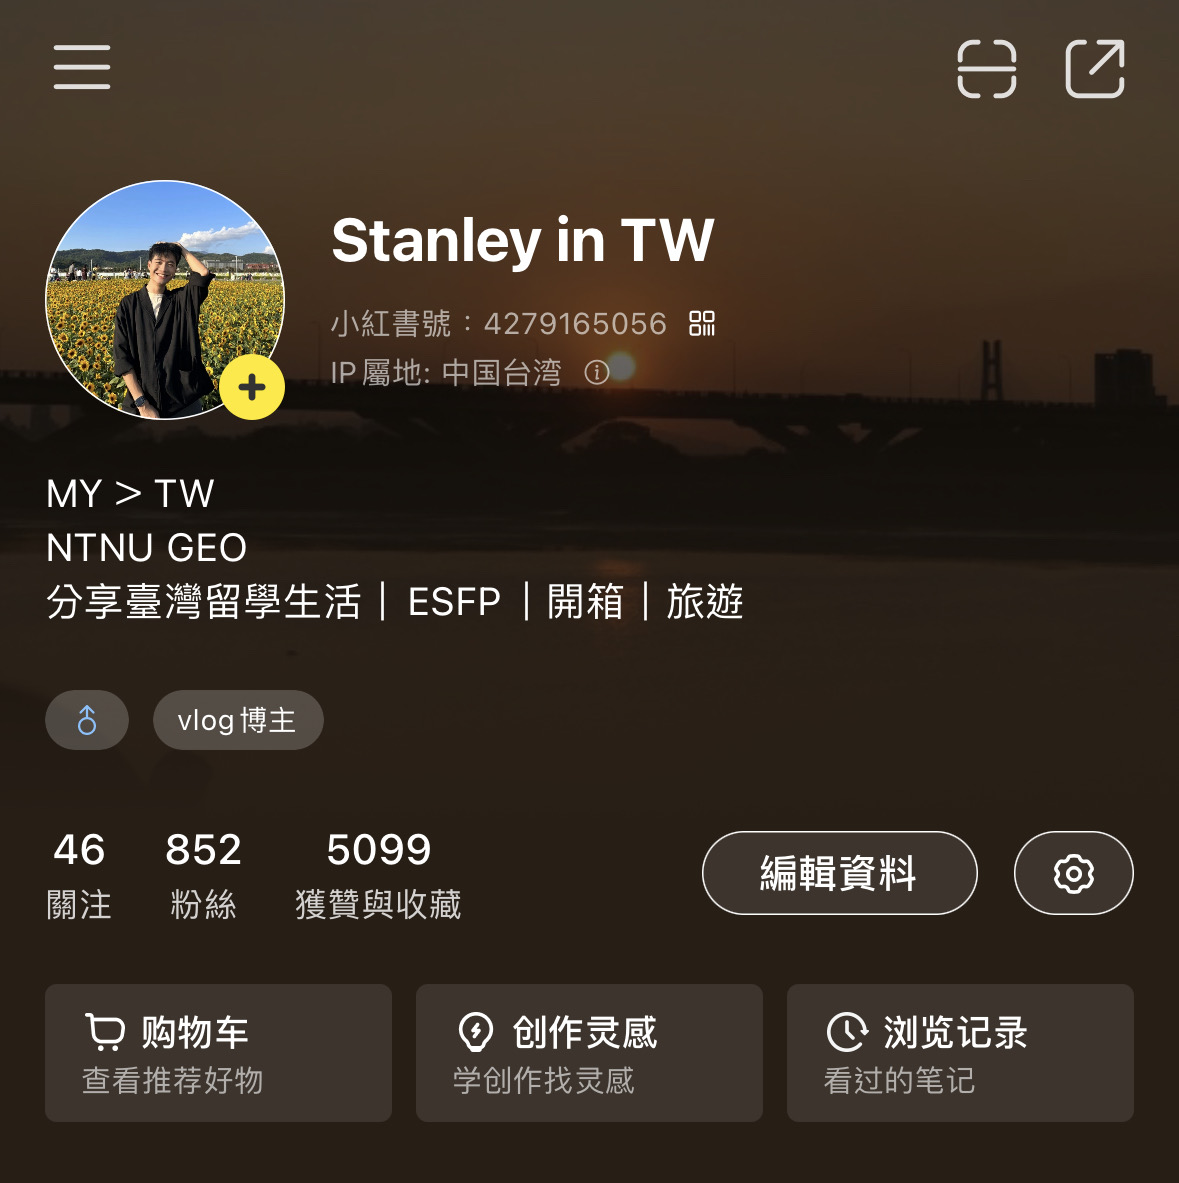 Stanley in TW
小紅書號：4279165056
IP 屬地: 中国台湾
MY > TW
NTNU GEO
分享臺灣留學生活｜ ESFP ｜開箱｜旅遊
vlog博主
46 852 5099
關注 粉絲 獲贊與收藏
編輯資料
购物车 创作灵感 浏览记录
查看推荐好物 学创作找灵感 看过的笔记